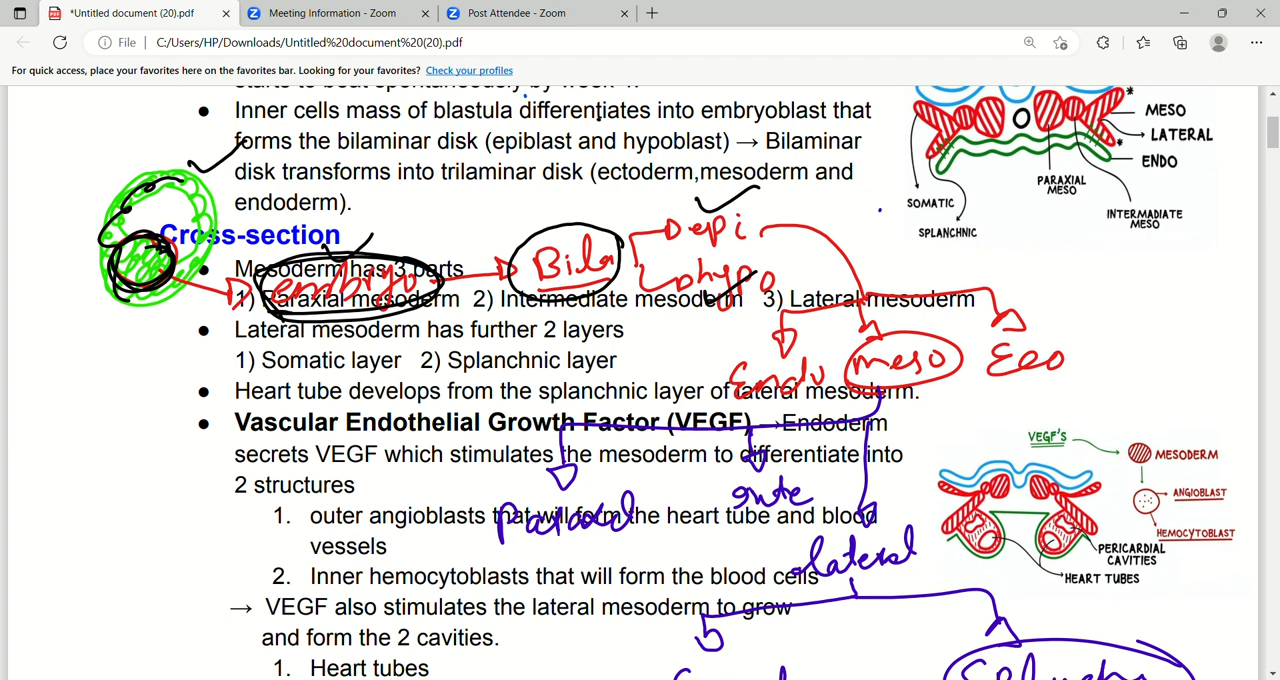 *Untitled document (20).pdf
Meeting Information - Zoom
Post Attendee - Zoom
File
C:/Users/HP/Downloads/Untitled%20document%20(20).pdf
For quick access, place your favorites here on the favorites bar. Looking for your favorites? Check your profiles
Inner cells mass of blastula differentiates into embryoblast that
forms the bilaminar disk (epiblast and hypoblast) → Bilaminar
disk transforms into trilaminar disk (ectoderm,mesoderm and
endoderm).
MESO
LATERAL
ENDO
PARAXIAL
MESO
SOMATIC
INTERMADIATE
MESO
SPLANCHNIC
Cross-section
Mesoderm has 3 parts
1) Paraxial mesoderm 2) Intermediate mesoderm 3) Lateral mesoderm
Lateral mesoderm has further 2 layers
1) Somatic layer 2) Splanchnic layer
Heart tube develops from the splanchnic layer of lateral mesoderm.
Vascular Endothelial Growth Factor (VEGF) →Endoderm
secrets VEGF which stimulates the mesoderm to differentiate into
2 structures
1. outer angioblasts that will form the heart tube and blood
vessels
2. Inner hemocytoblasts that will form the blood cells
→ VEGF also stimulates the lateral mesoderm to grow
and form the 2 cavities.
1. Heart tubes
embryo
Bila
epi
hypo
Endo
meso
lateral
VEGF'S
MESODERM
ANGIOBLAST
HEMOCYTOBLAST
PERICARDIAL
CAVITIES
HEART TUBES